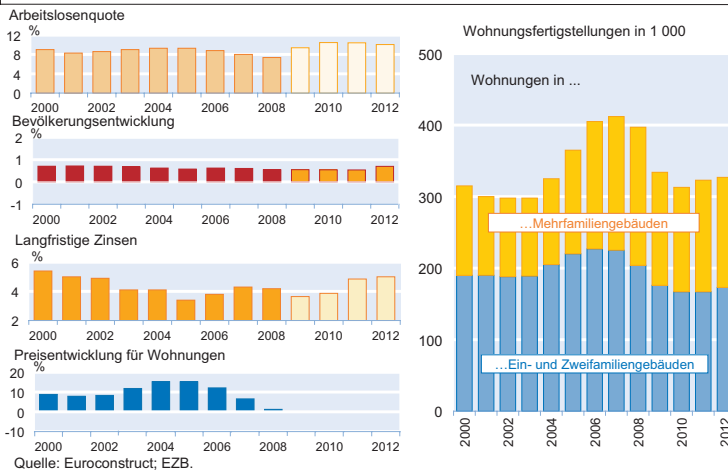 Arbeitslosenquote
%
12
8
4
0
2000 2002 2004 2006 2008 2010 2012
Bevölkerungsentwicklung
%
2
1
0
-1
2000 2002 2004 2006 2008 2010 2012
Langfristige Zinsen
%
6
4
2
2000 2002 2004 2006 2008 2010 2012
Preisentwicklung für Wohnungen
%
20
10
0
-10
2000 2002 2004 2006 2008 2010 2012
Quelle: Euroconstruct; EZB.
Wohnungsfertigstellungen in 1 000
500
Wohnungen in ...
400
300
...Mehrfamiliengebäuden
200
100
...Ein- und Zweifamiliengebäuden
0
2000 2002 2004 2006 2008 2010 2012